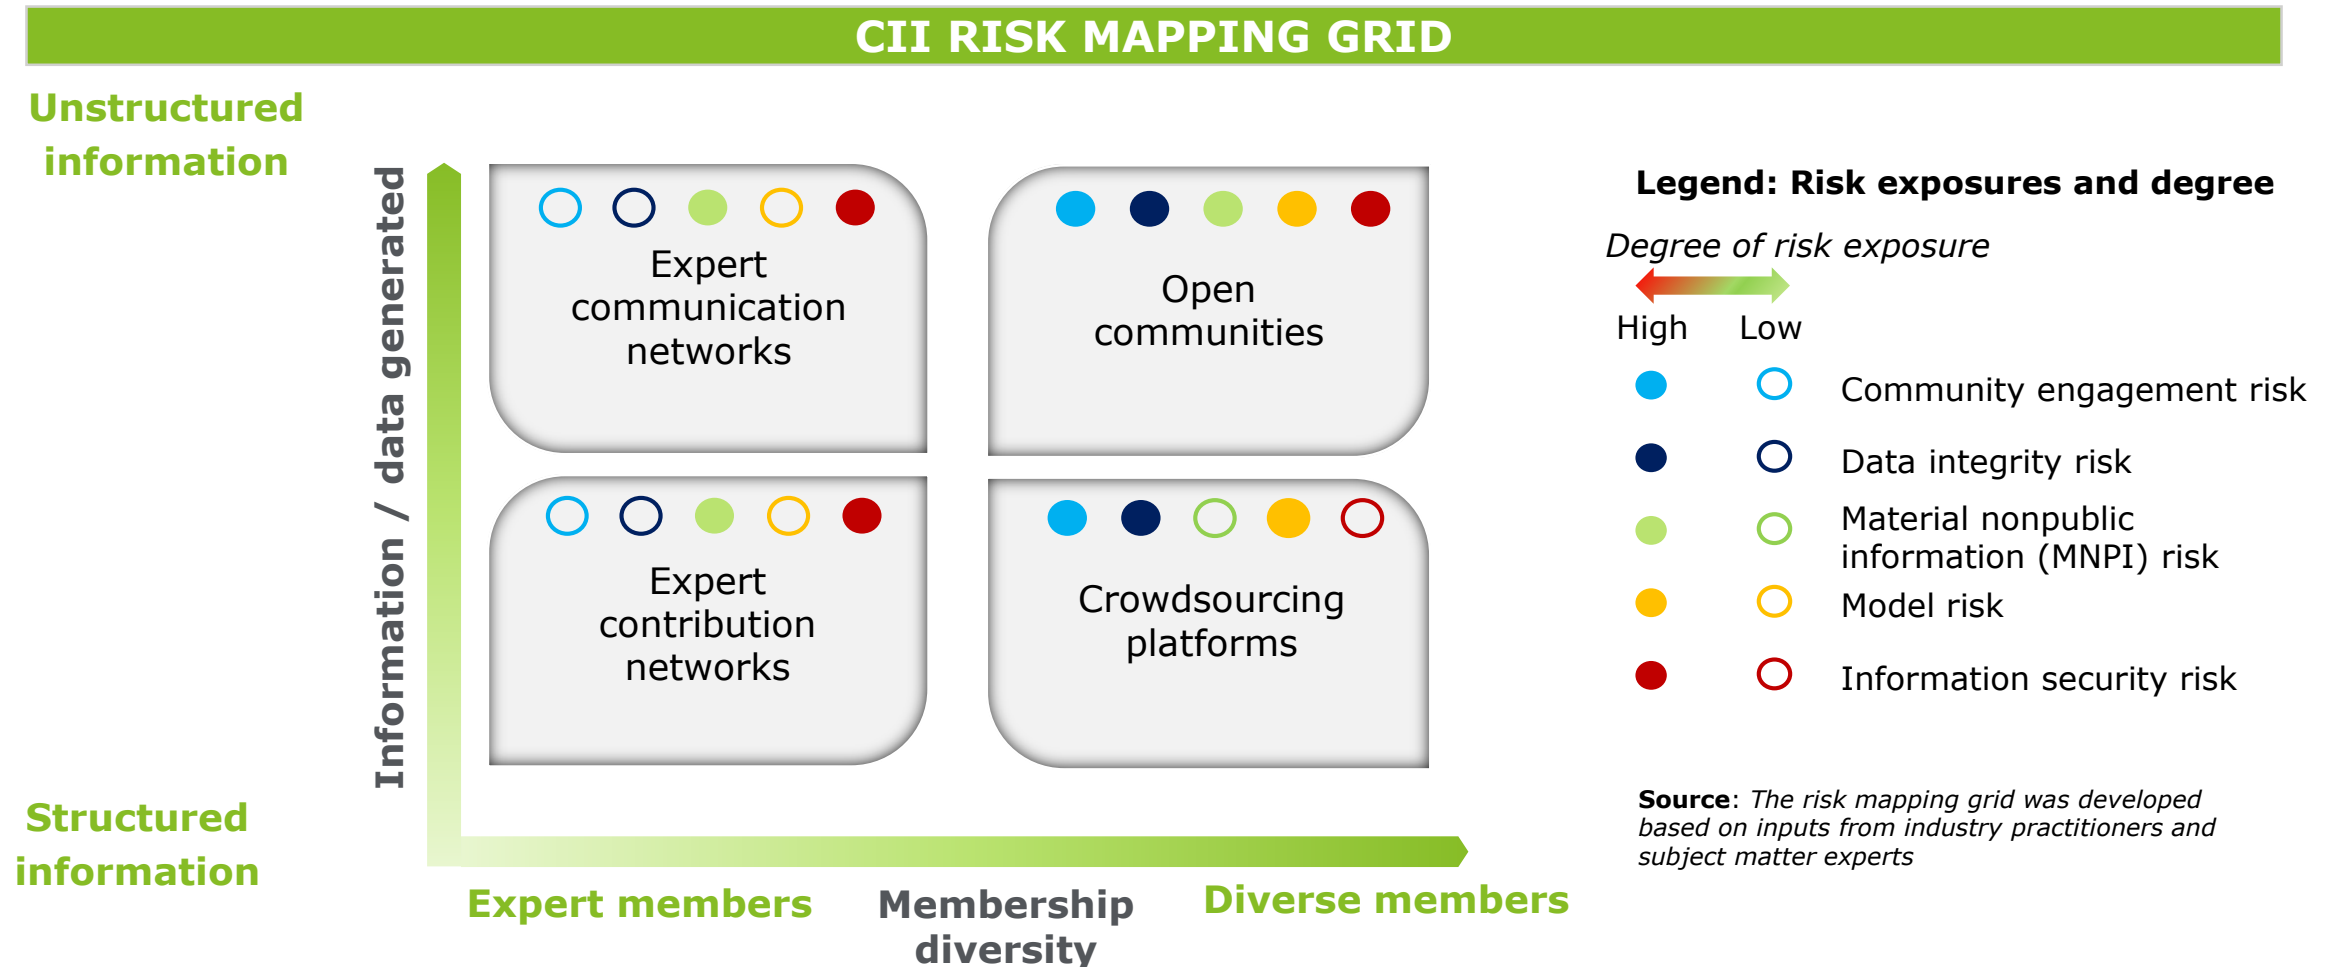 CII RISK MAPPING GRID
Unstructured
information
Information / data generated
Expert
communication
networks
Open
communities
Expert
contribution
networks
Crowdsourcing
platforms
Structured
information
Expert members
Membership
diversity
Diverse members
Legend: Risk exposures and degree
Degree of risk exposure
High Low
Community engagement risk
Data integrity risk
Material nonpublic
information (MNPI) risk
Model risk
Information security risk
Source: The risk mapping grid was developed
based on inputs from industry practitioners and
subject matter experts